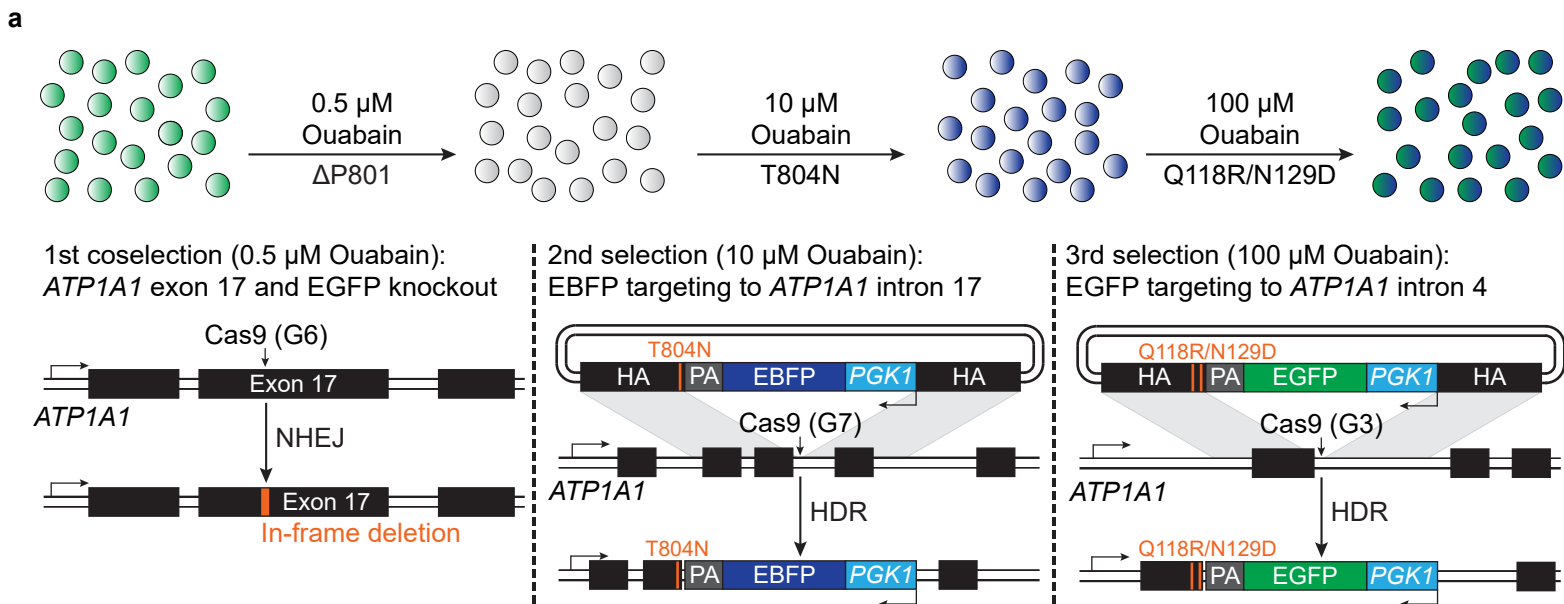 a
0.5 µM
Ouabain
ΔP801
10 µM
Ouabain
T804N
100 µM
Ouabain
Q118R/N129D
1st coselection (0.5 µM Ouabain):
ATP1A1 exon 17 and EGFP knockout
Cas9 (G6)
Exon 17
ATP1A1
NHEJ
Exon 17
In-frame deletion
2nd selection (10 µM Ouabain):
EBFP targeting to ATP1A1 intron 17
T804N
HA PA EBFP PGK1 HA
Cas9 (G7)
ATP1A1
HDR
T804N
PA EBFP PGK1
3rd selection (100 µM Ouabain):
EGFP targeting to ATP1A1 intron 4
Q118R/N129D
HA PA EGFP PGK1 HA
Cas9 (G3)
ATP1A1
HDR
Q118R/N129D
PA EGFP PGK1